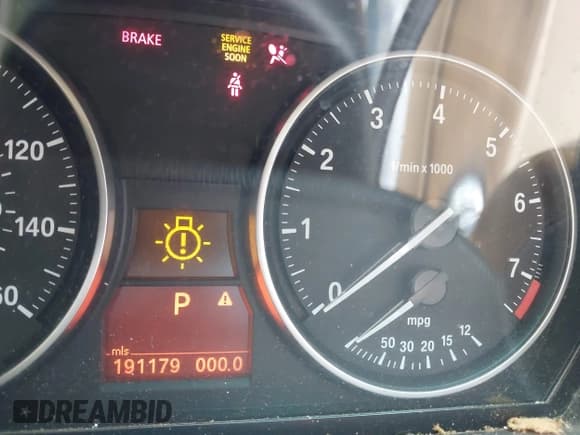 BRAKE
SERVICE
ENGINE
SOON
120
140
60
P
mls
191179 000.0
0
1
2
3
4
5
6
7
1/min x 1000
mpg
50 30 20 15 12
DREAMBID